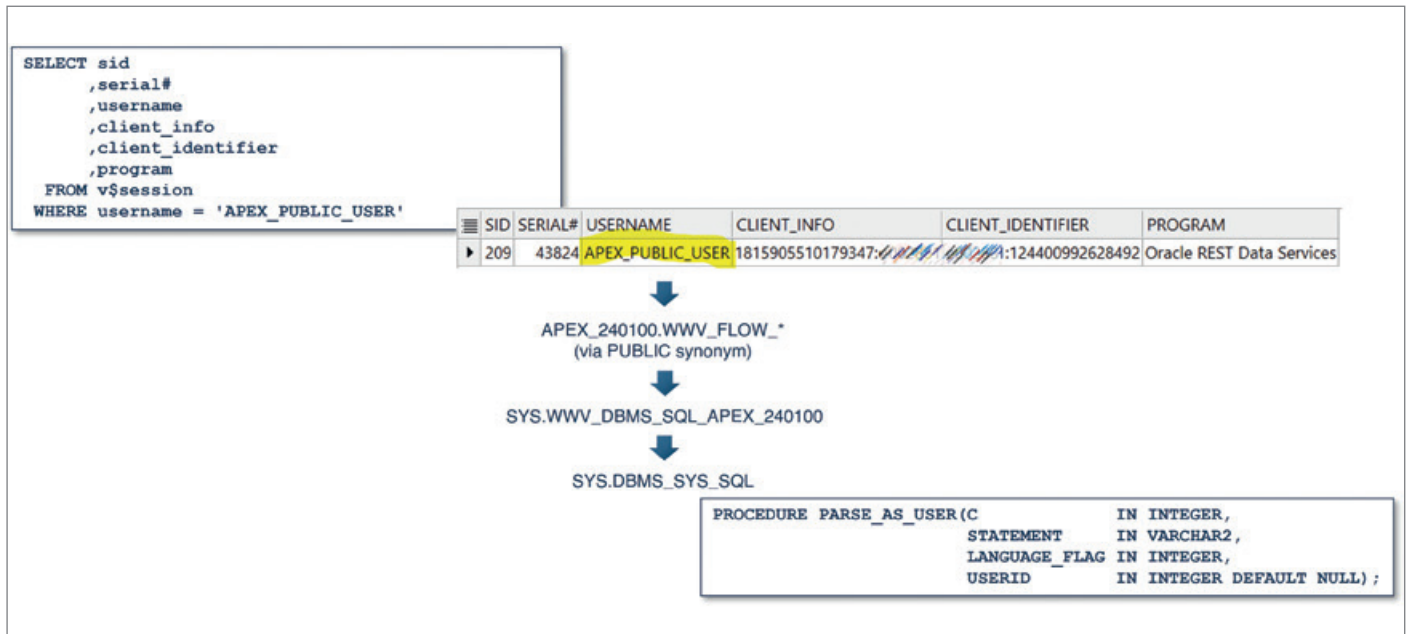 SELECT sid
,serial#
,username
,client_info
,client_identifier
,program
FROM v$session
WHERE username = 'APEX_PUBLIC_USER'
SID SERIAL# USERNAME CLIENT_INFO CLIENT_IDENTIFIER PROGRAM
209 43824 APEX_PUBLIC_USER 1815905510179347: :124400992628492 Oracle REST Data Services
APEX_240100.WWV_FLOW_*
(via PUBLIC synonym)
SYS.WWV_DBMS_SQL_APEX_240100
SYS.DBMS_SYS_SQL
PROCEDURE PARSE_AS_USER(C IN INTEGER,
STATEMENT IN VARCHAR2,
LANGUAGE_FLAG IN INTEGER,
USERID IN INTEGER DEFAULT NULL);